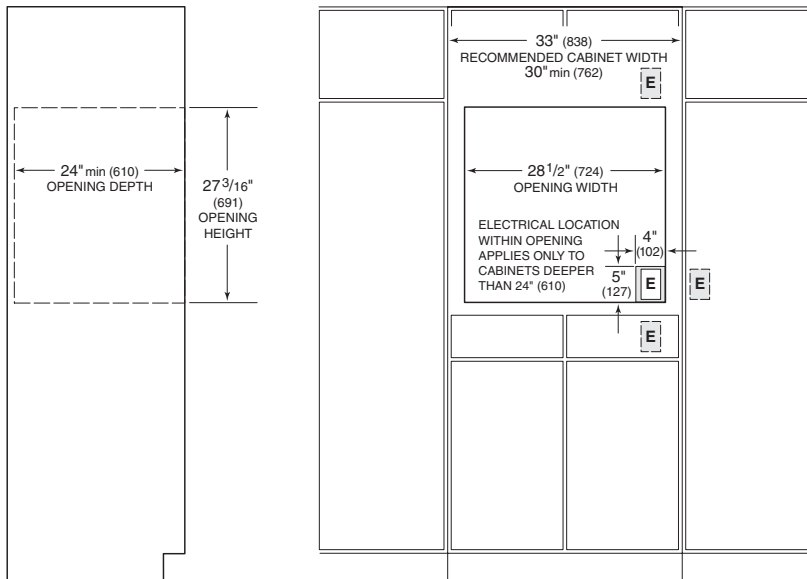 24" min (610)
OPENING DEPTH
27 3/16"
(691)
OPENING
HEIGHT
33" (838)
RECOMMENDED CABINET WIDTH
30" min (762)
E
28 1/2" (724)
OPENING WIDTH
ELECTRICAL LOCATION
WITHIN OPENING
APPLIES ONLY TO
CABINETS DEEPER
THAN 24" (610)
4"
(102)
5"
(127)
E
E
E